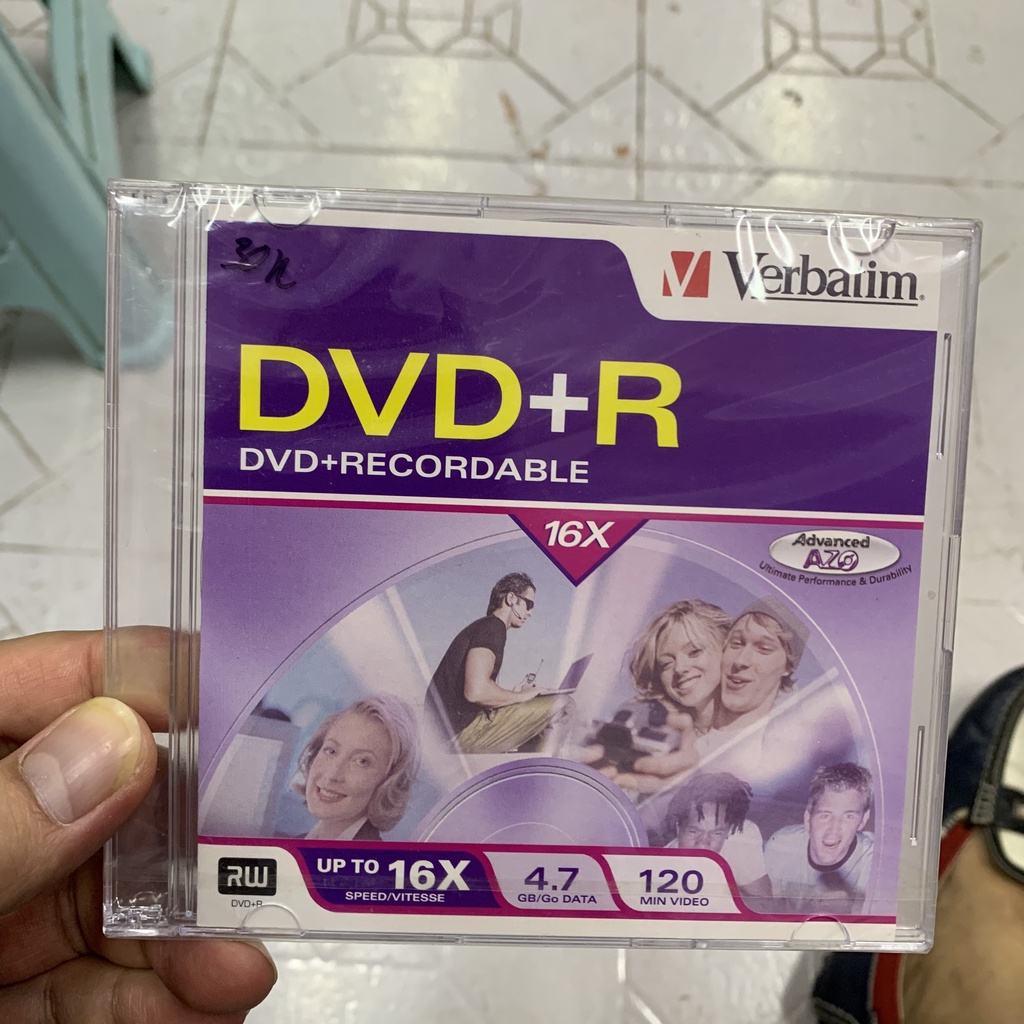 Verbatim
DVD+R
DVD+RECORDABLE
16X
Advanced
AZO
Ultimate Performance & Durability
RW
DVD+R
UP TO 16X
SPEED/VITESSE
4.7
GB/Go DATA
120
MIN VIDEO